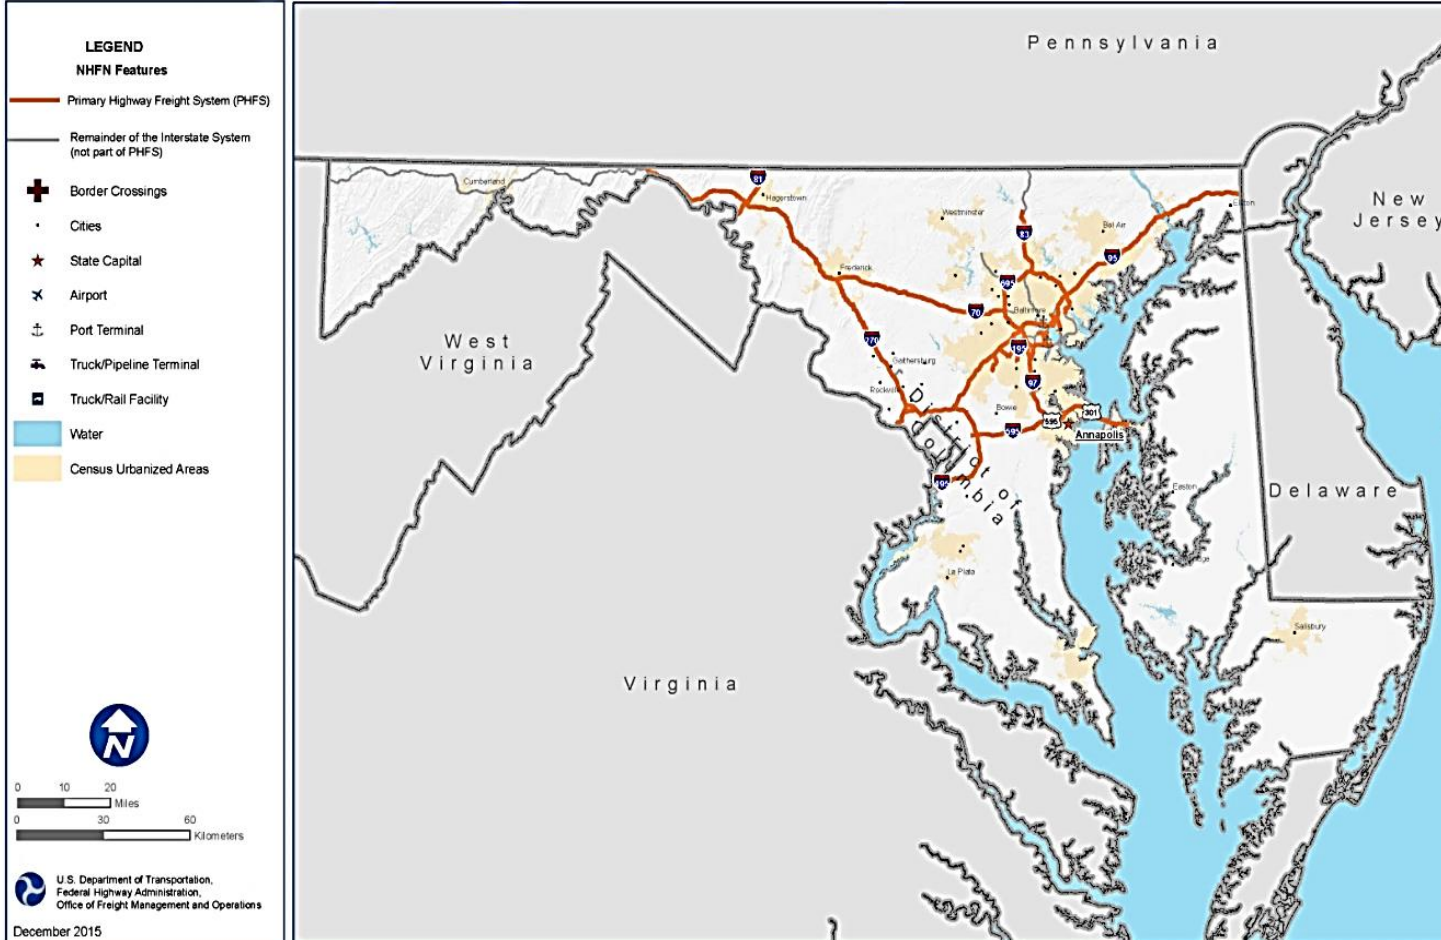 LEGEND
NHFN Features
Primary Highway Freight System (PHFS)
Remainder of the Interstate System
(not part of PHFS)
Border Crossings
Cities
State Capital
Airport
Port Terminal
Truck/Pipeline Terminal
Truck/Rail Facility
Water
Census Urbanized Areas
N
0 10 20
Miles
0 30 60
Kilometers
U.S. Department of Transportation,
Federal Highway Administration,
Office of Freight Management and Operations
December 2015
Pennsylvania
New
Jersey
Cumberland
81
Hagerstown
Westminster
83
Bel Air
Elkton
95
Frederick
695
70
Baltimore
West
Virginia
270
195
Gaithersburg
97
Rockville
Bowie
595
595
301
Annapolis
District of
Columbia
495
Easton
Delaware
La Plata
Salisbury
Virginia